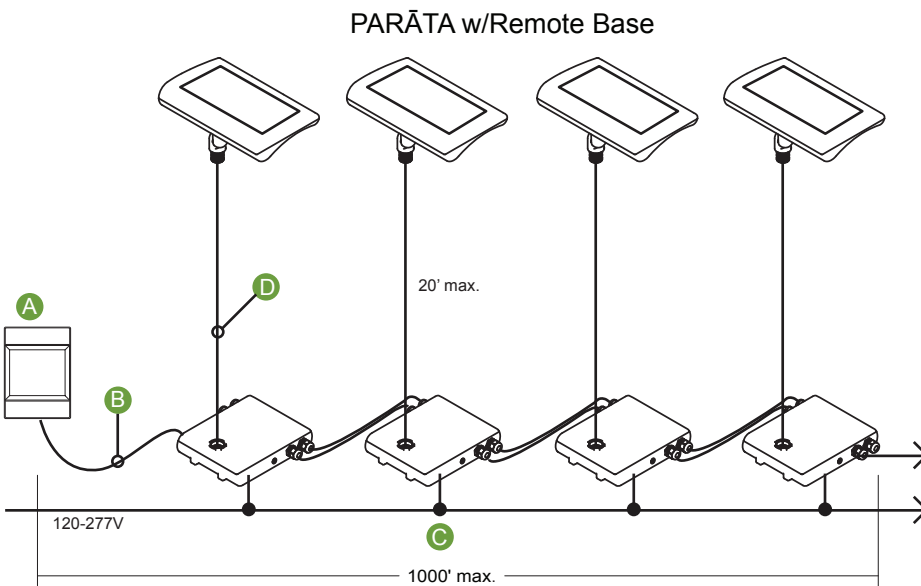 PARĀTA w/Remote Base
D
20' max.
A
B
120-277V
C
1000' max.